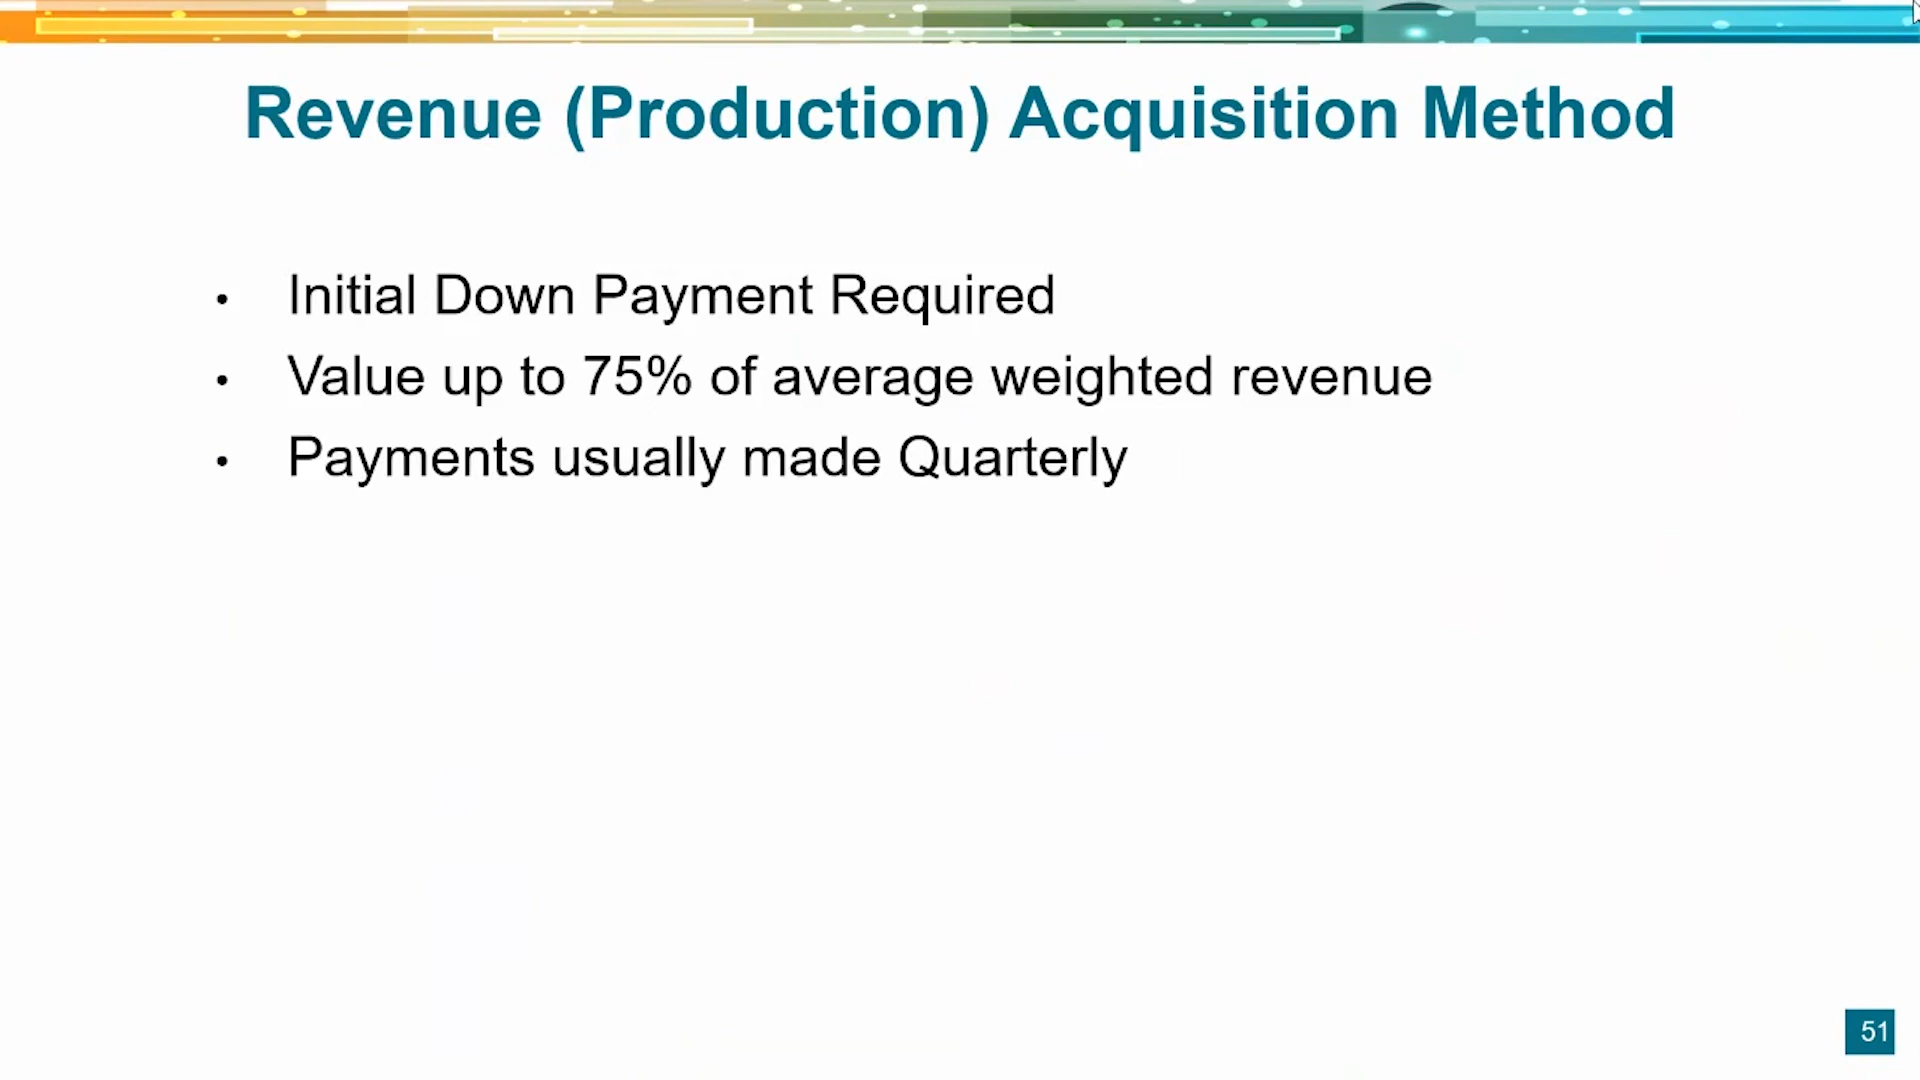 Revenue (Production) Acquisition Method
• Initial Down Payment Required
• Value up to 75% of average weighted revenue
• Payments usually made Quarterly
51